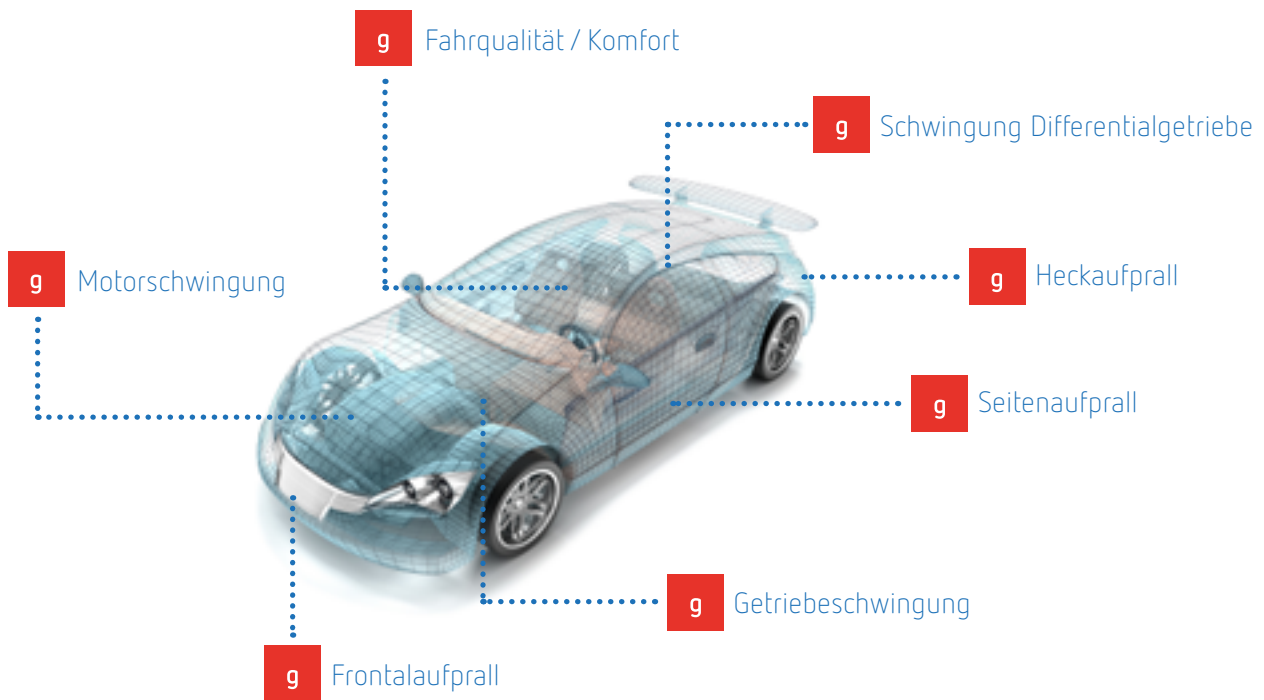 g Fahrqualität / Komfort
g Schwingung Differentialgetriebe
g Motorschwingung
g Heckaufprall
g Seitenaufprall
g Getriebeschwingung
g Frontalaufprall